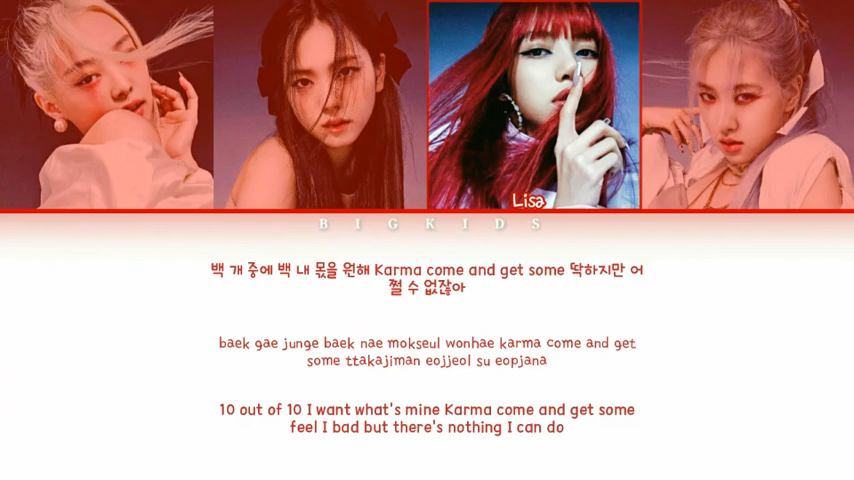 Lisa
BIGKIDS
백 개 중에 백 내 몫을 원해 Karma come and get some 딱하지만 어
쩔 수 없잖아
baek gae junge baek nae mokseul wonhae karma come and get
some ttakajiman eojjeol su eopjana
10 out of 10 I want what's mine Karma come and get some
feel I bad but there's nothing I can do